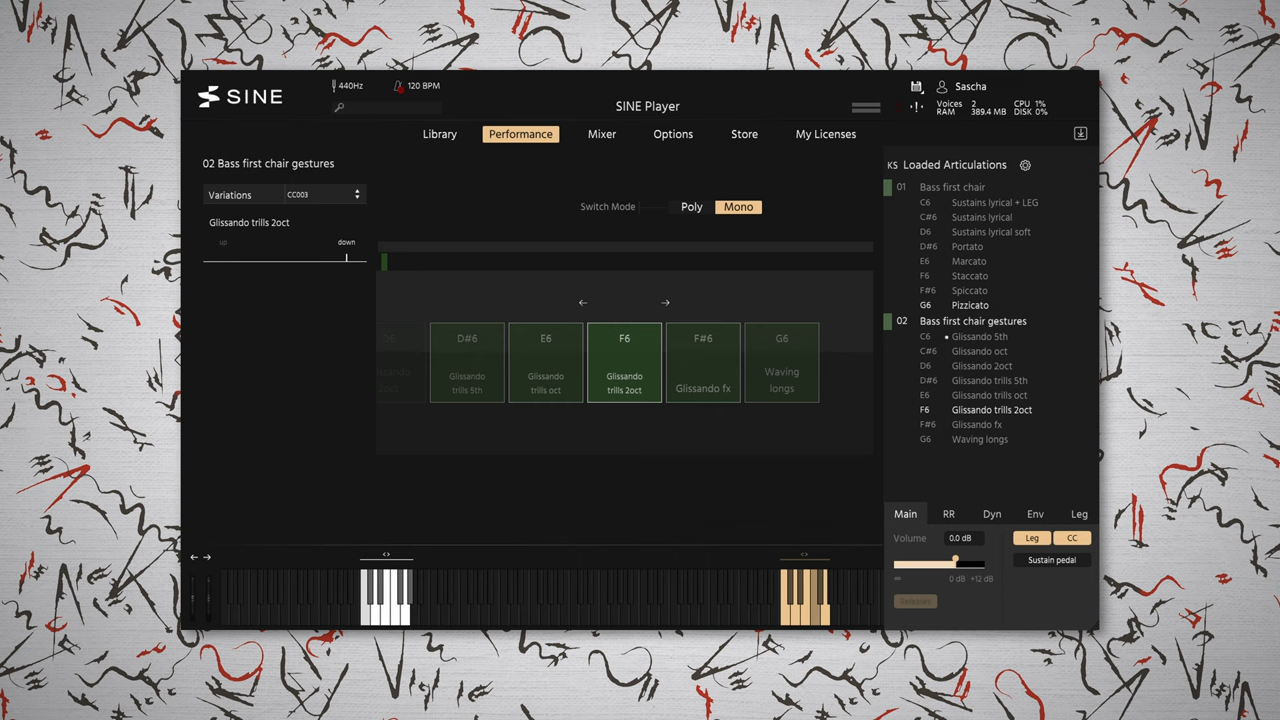 SINE
440Hz
120 BPM
SINE Player
Sascha
Voices 2
RAM 389.4 MB
CPU 1%
DISK 0%
Library
Performance
Mixer
Options
Store
My Licenses
02 Bass first chair gestures
Variations CC003
Glissando trills 2oct
up down
Switch Mode Poly Mono
D6
2oct
D#6
Glissando
trills 5th
E6
Glissando
trills oct
F6
Glissando
trills 2oct
F#6
Glissando fx
G6
Waving
longs
KS Loaded Articulations
01 Bass first chair
C6 Sustains lyrical + LEG
C#6 Sustains lyrical
D6 Sustains lyrical soft
D#6 Portato
E6 Marcato
F6 Staccato
F#6 Spiccato
G6 Pizzicato
02 Bass first chair gestures
C6 Glissando 5th
C#6 Glissando oct
D6 Glissando 2oct
D#6 Glissando trills 5th
E6 Glissando trills oct
F6 Glissando trills 2oct
F#6 Glissando fx
G6 Waving longs
Main RR Dyn Env Leg
Volume 0.0 dB
Leg CC
Sustain pedal
∞ 0 dB +12 dB
Releases